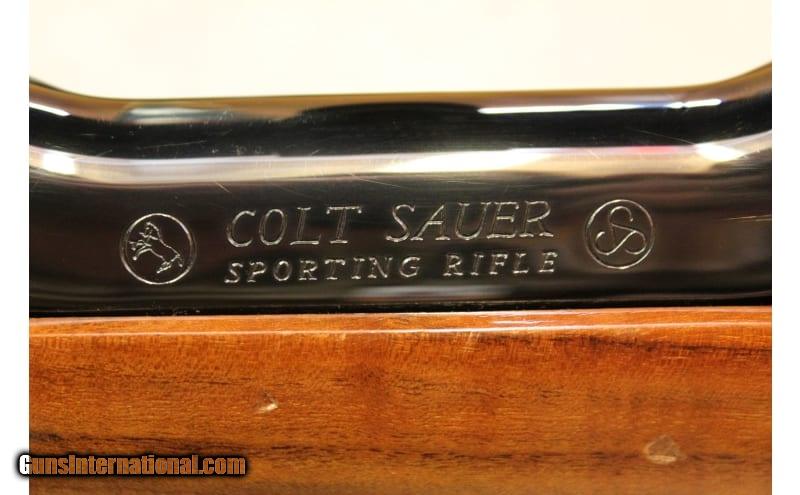 COLT SAUER
SPORTING RIFLE
GunsInternational.com